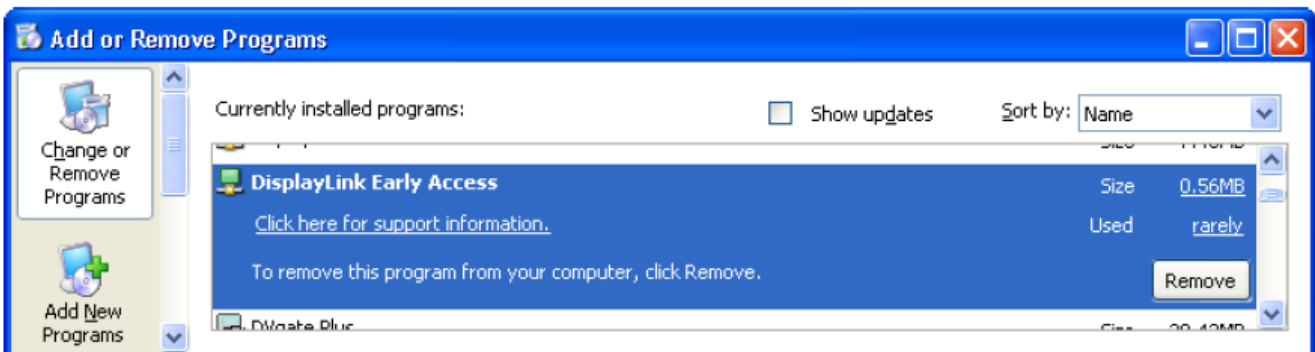 Add or Remove Programs
Currently installed programs:
Show updates
Sort by: Name
Change or
Remove
Programs
DisplayLink Early Access
Size 0.56MB
Click here for support information.
Used rarely
To remove this program from your computer, click Remove.
Remove
Add New
Programs
DVgate Plus
Size